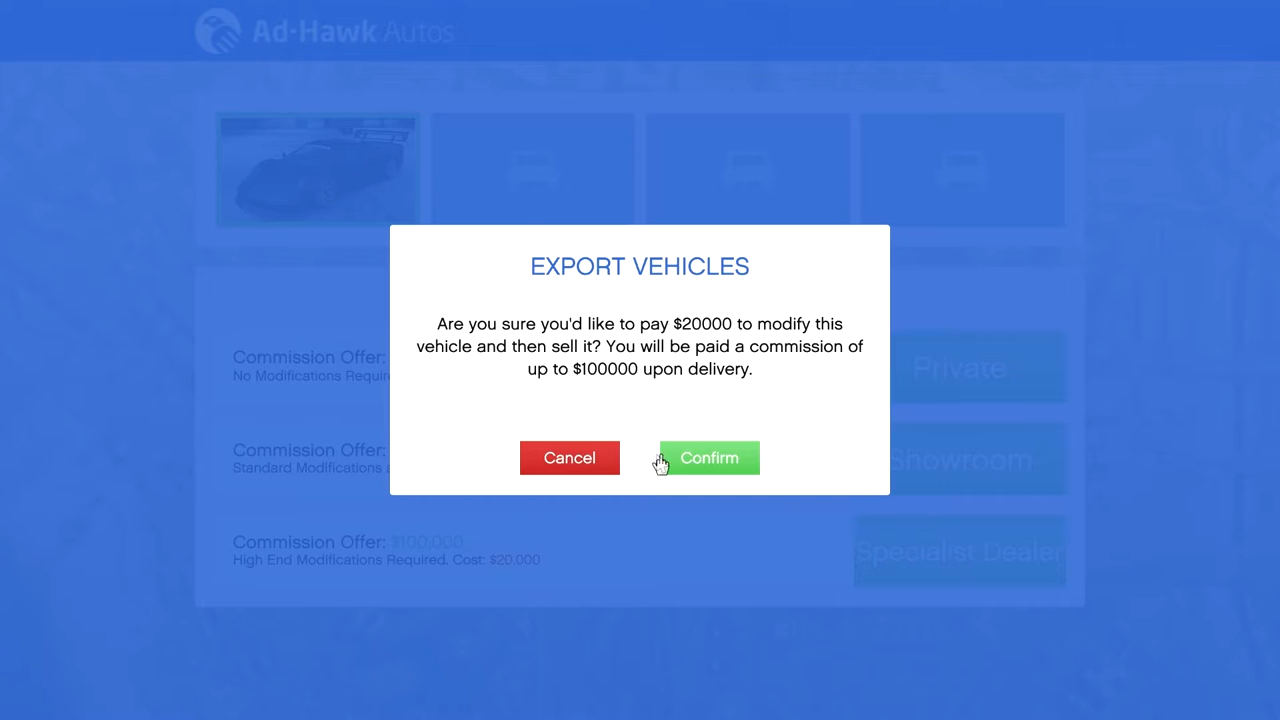 Ad-Hawk Autos
EXPORT VEHICLES
Are you sure you'd like to pay $20000 to modify this
vehicle and then sell it? You will be paid a commission of
up to $100000 upon delivery.
Cancel
Confirm
Commission Offer:
No Modifications Require
Private
Commission Offer:
Standard Modifications a
Showroom
Commission Offer: $100,000
High End Modifications Required. Cost: $20,000
Specialist Dealer